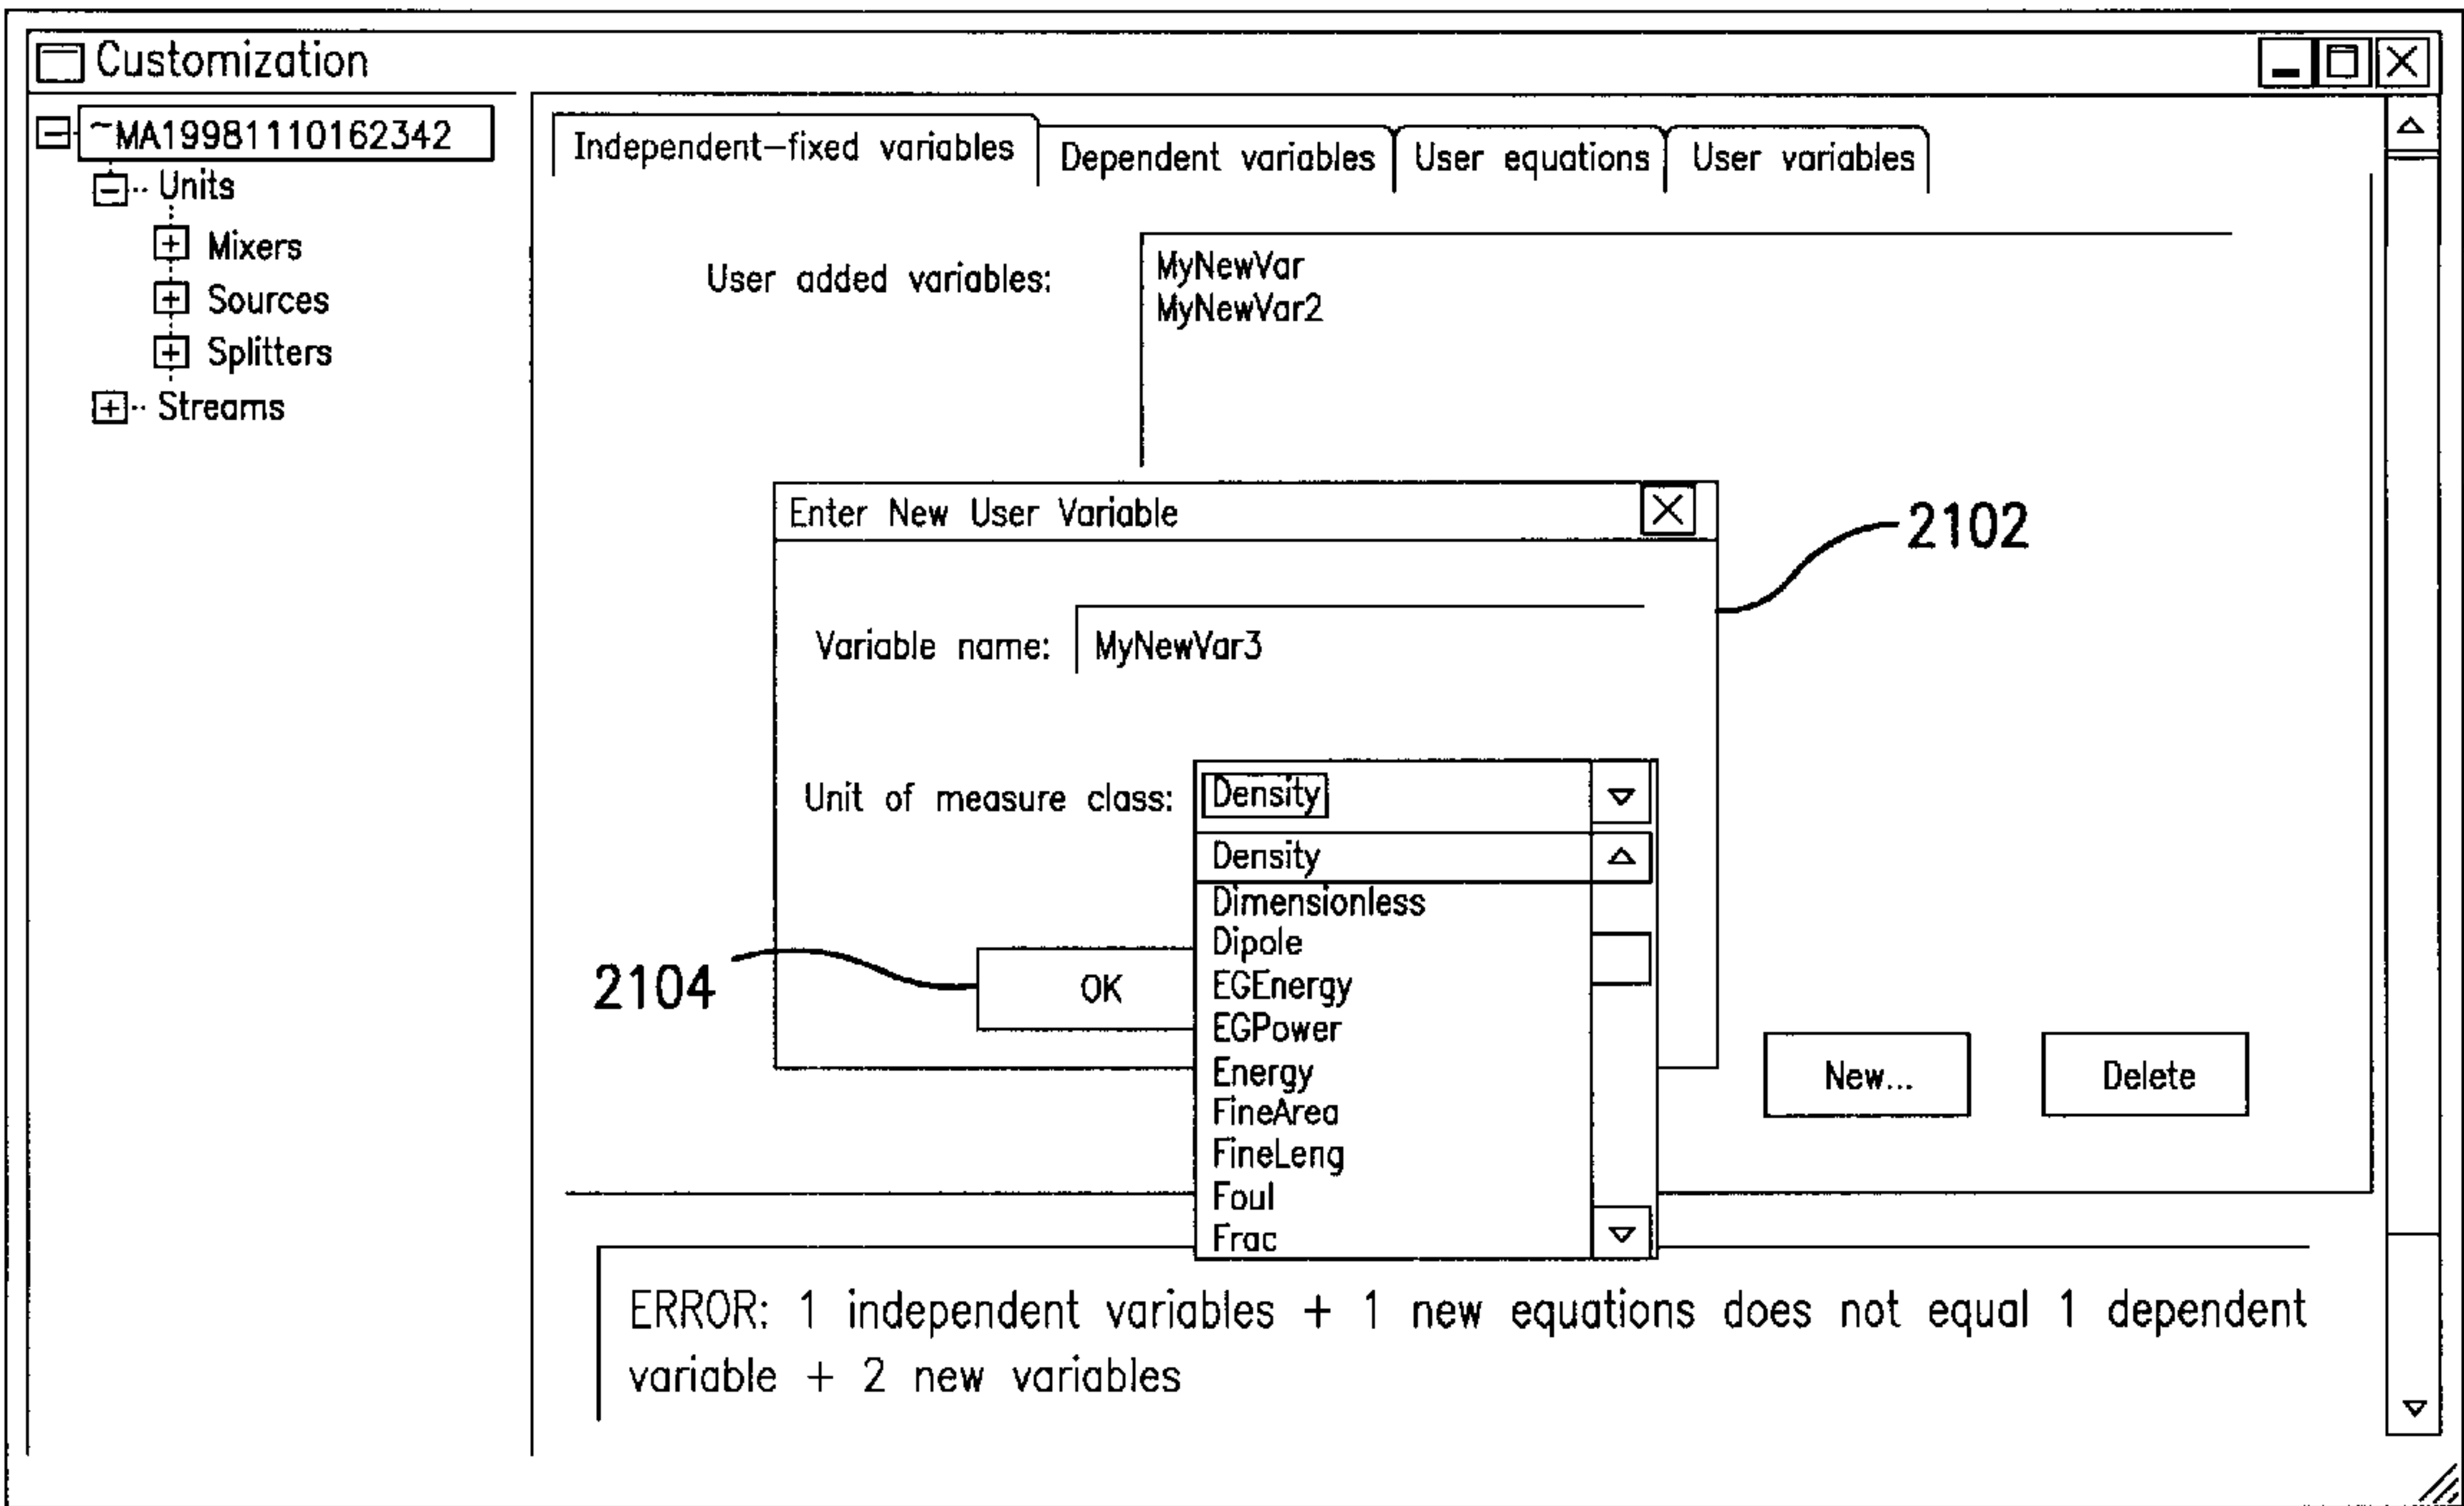 Customization
~MA19981110162342
Units
Mixers
Sources
Splitters
Streams
Independent-fixed variables
Dependent variables
User equations
User variables
User added variables:
MyNewVar
MyNewVar2
Enter New User Variable
2102
Variable name:
MyNewVar3
Unit of measure class:
Density
Density
Dimensionless
Dipole
EGEnergy
EGPower
Energy
FineArea
FineLeng
Foul
Frac
2104
OK
New...
Delete
ERROR: 1 independent variables + 1 new equations does not equal 1 dependent
variable + 2 new variables